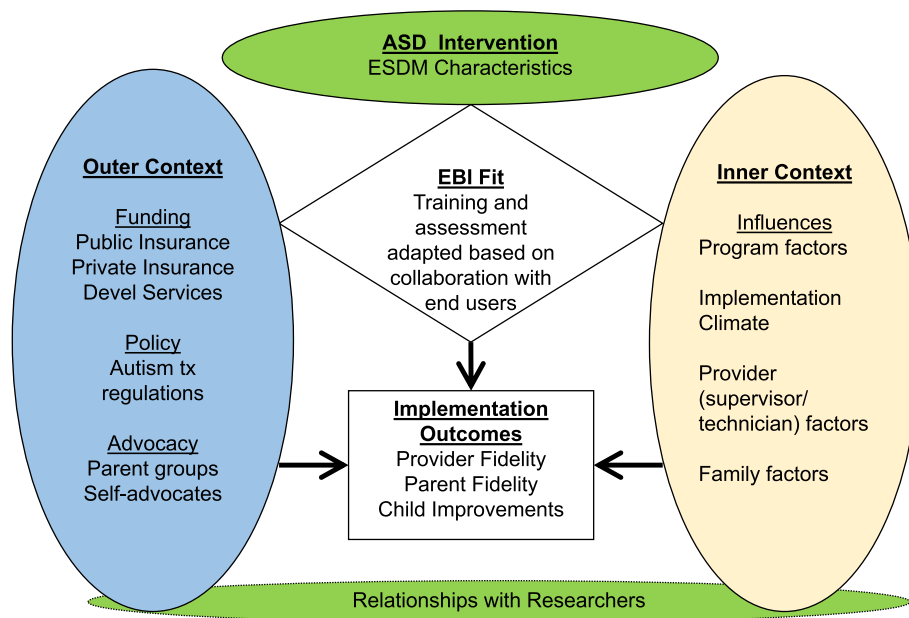 ASD Intervention
ESDM Characteristics
Outer Context
Funding
Public Insurance
Private Insurance
Devel Services
Policy
Autism tx
regulations
Advocacy
Parent groups
Self-advocates
EBI Fit
Training and
assessment
adapted based on
collaboration with
end users
Implementation
Outcomes
Provider Fidelity
Parent Fidelity
Child Improvements
Inner Context
Influences
Program factors
Implementation
Climate
Provider
(supervisor/
technician) factors
Family factors
Relationships with Researchers